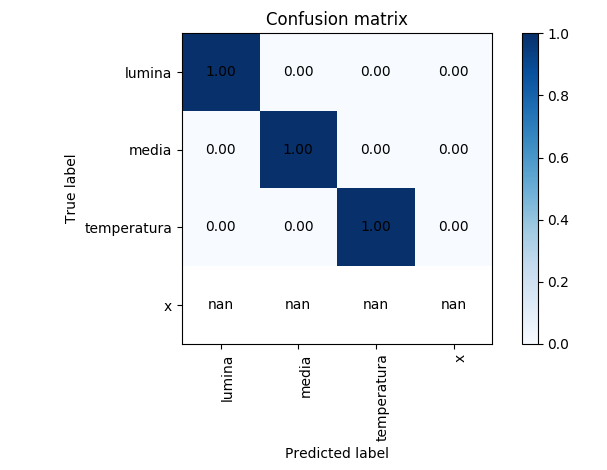 Confusion matrix
True label
lumina 1.00 0.00 0.00 0.00
media 0.00 1.00 0.00 0.00
temperatura 0.00 0.00 1.00 0.00
x nan nan nan nan
lumina media temperatura x
Predicted label
1.0
0.8
0.6
0.4
0.2
0.0